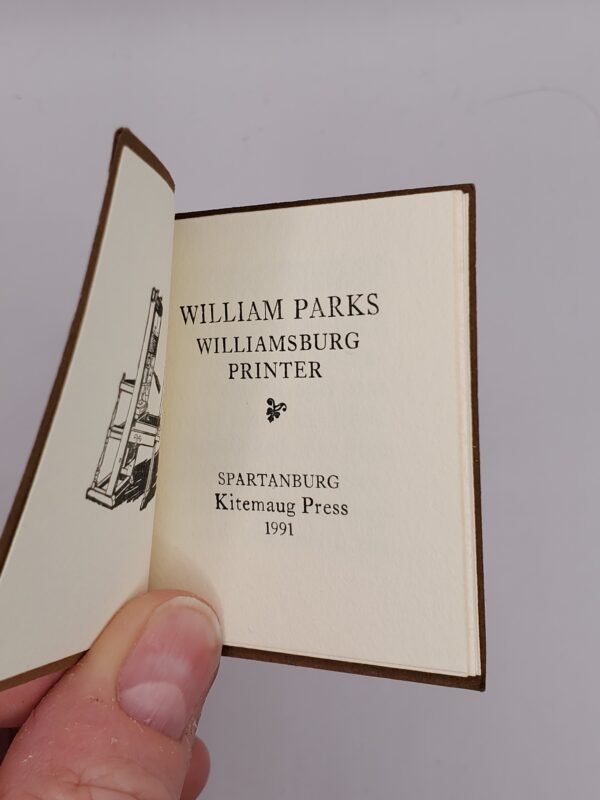 WILLIAM PARKS
WILLIAMSBURG
PRINTER
SPARTANBURG
Kitemaug Press
1991